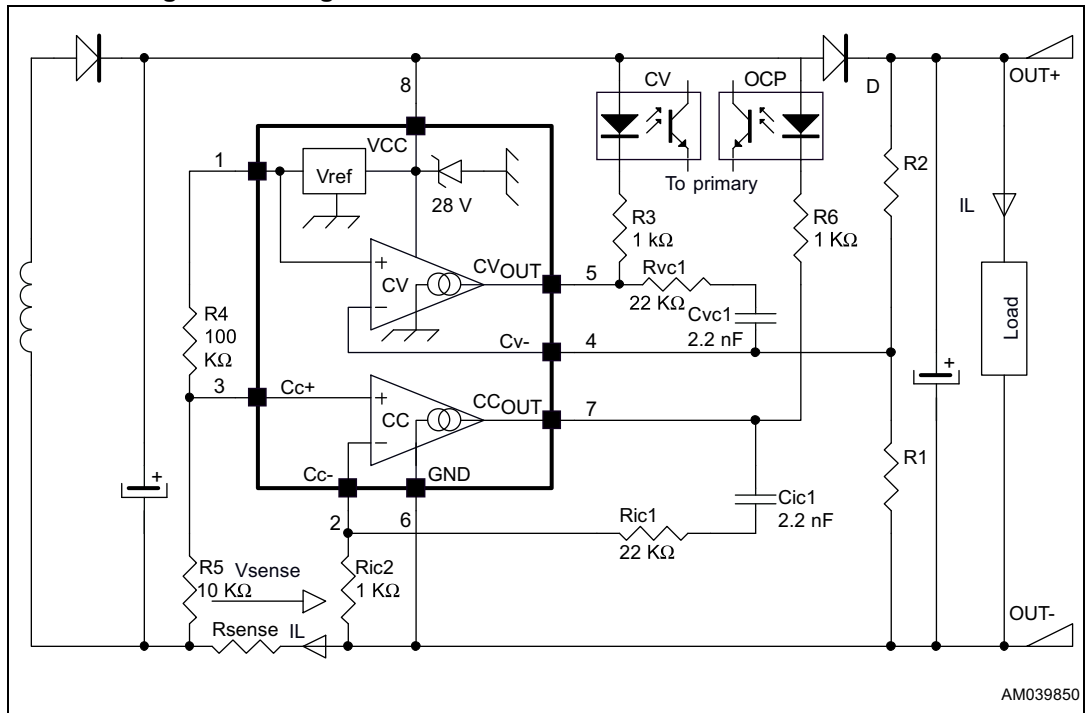 OUT+
CV
OCP
D
8
VCC
1
Vref
28 V
To primary
R2
IL
R3
1 kΩ
R6
1 KΩ
+
CV
−
CVOUT
5
Rvc1
22 KΩ
Cvc1
2.2 nF
Load
R4
100
KΩ
Cv-
4
+
3
Cc+
+
CC
−
CCOUT
7
R1
+
Cc-
GND
2
6
Cic1
2.2 nF
Ric1
22 KΩ
R5
10 KΩ
Vsense
Ric2
1 KΩ
OUT-
Rsense
IL
AM039850